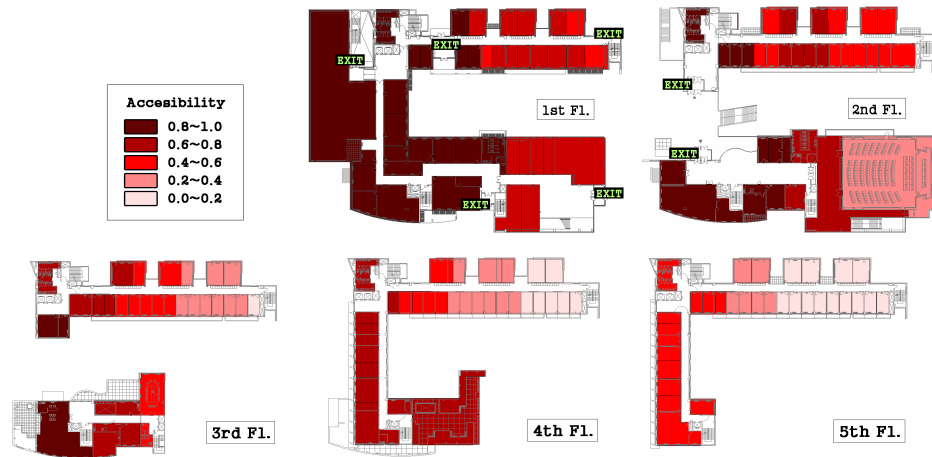 EXIT
EXIT
EXIT
1st Fl.
EXIT
EXIT
EXIT
2nd Fl.
EXIT
Accesibility
0.8~1.0
0.6~0.8
0.4~0.6
0.2~0.4
0.0~0.2
3rd Fl.
4th Fl.
5th Fl.